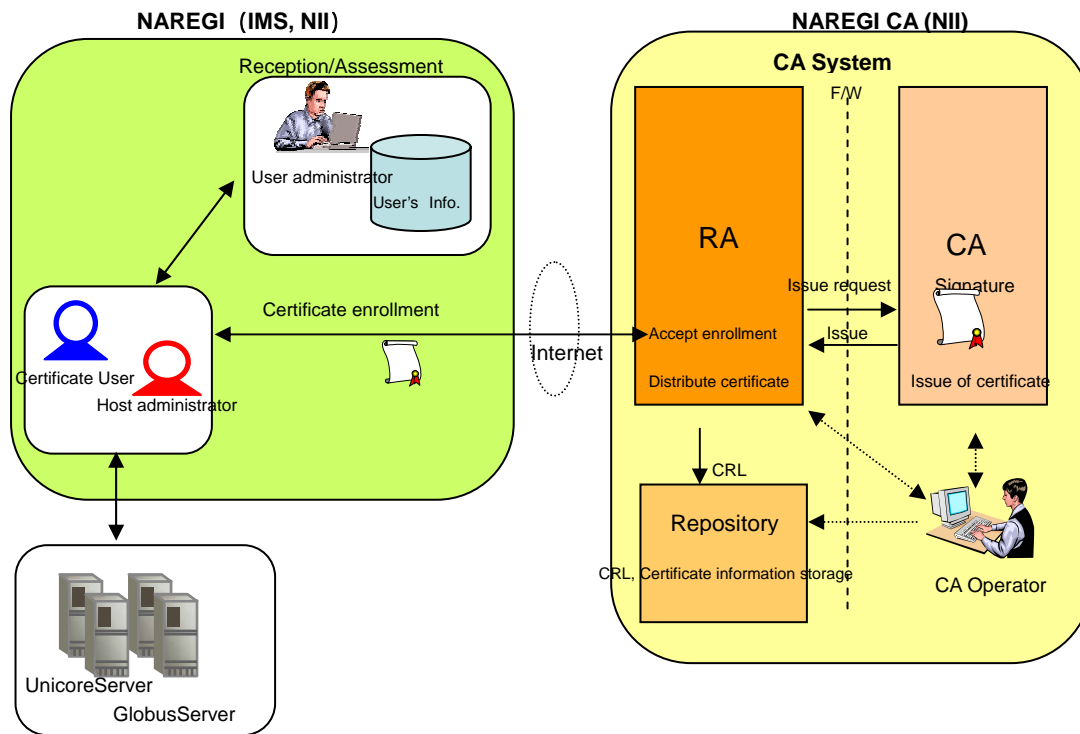 NAREGI (IMS, NII)
Reception/Assessment
User administrator
User's Info.
Certificate enrollment
Certificate User
Host administrator
UnicoreServer
GlobusServer
Internet
NAREGI CA (NII)
CA System
F/W
RA
CA
Issue request
Signature
Accept enrollment
Issue
Distribute certificate
Issue of certificate
CRL
Repository
CRL, Certificate information storage
CA Operator